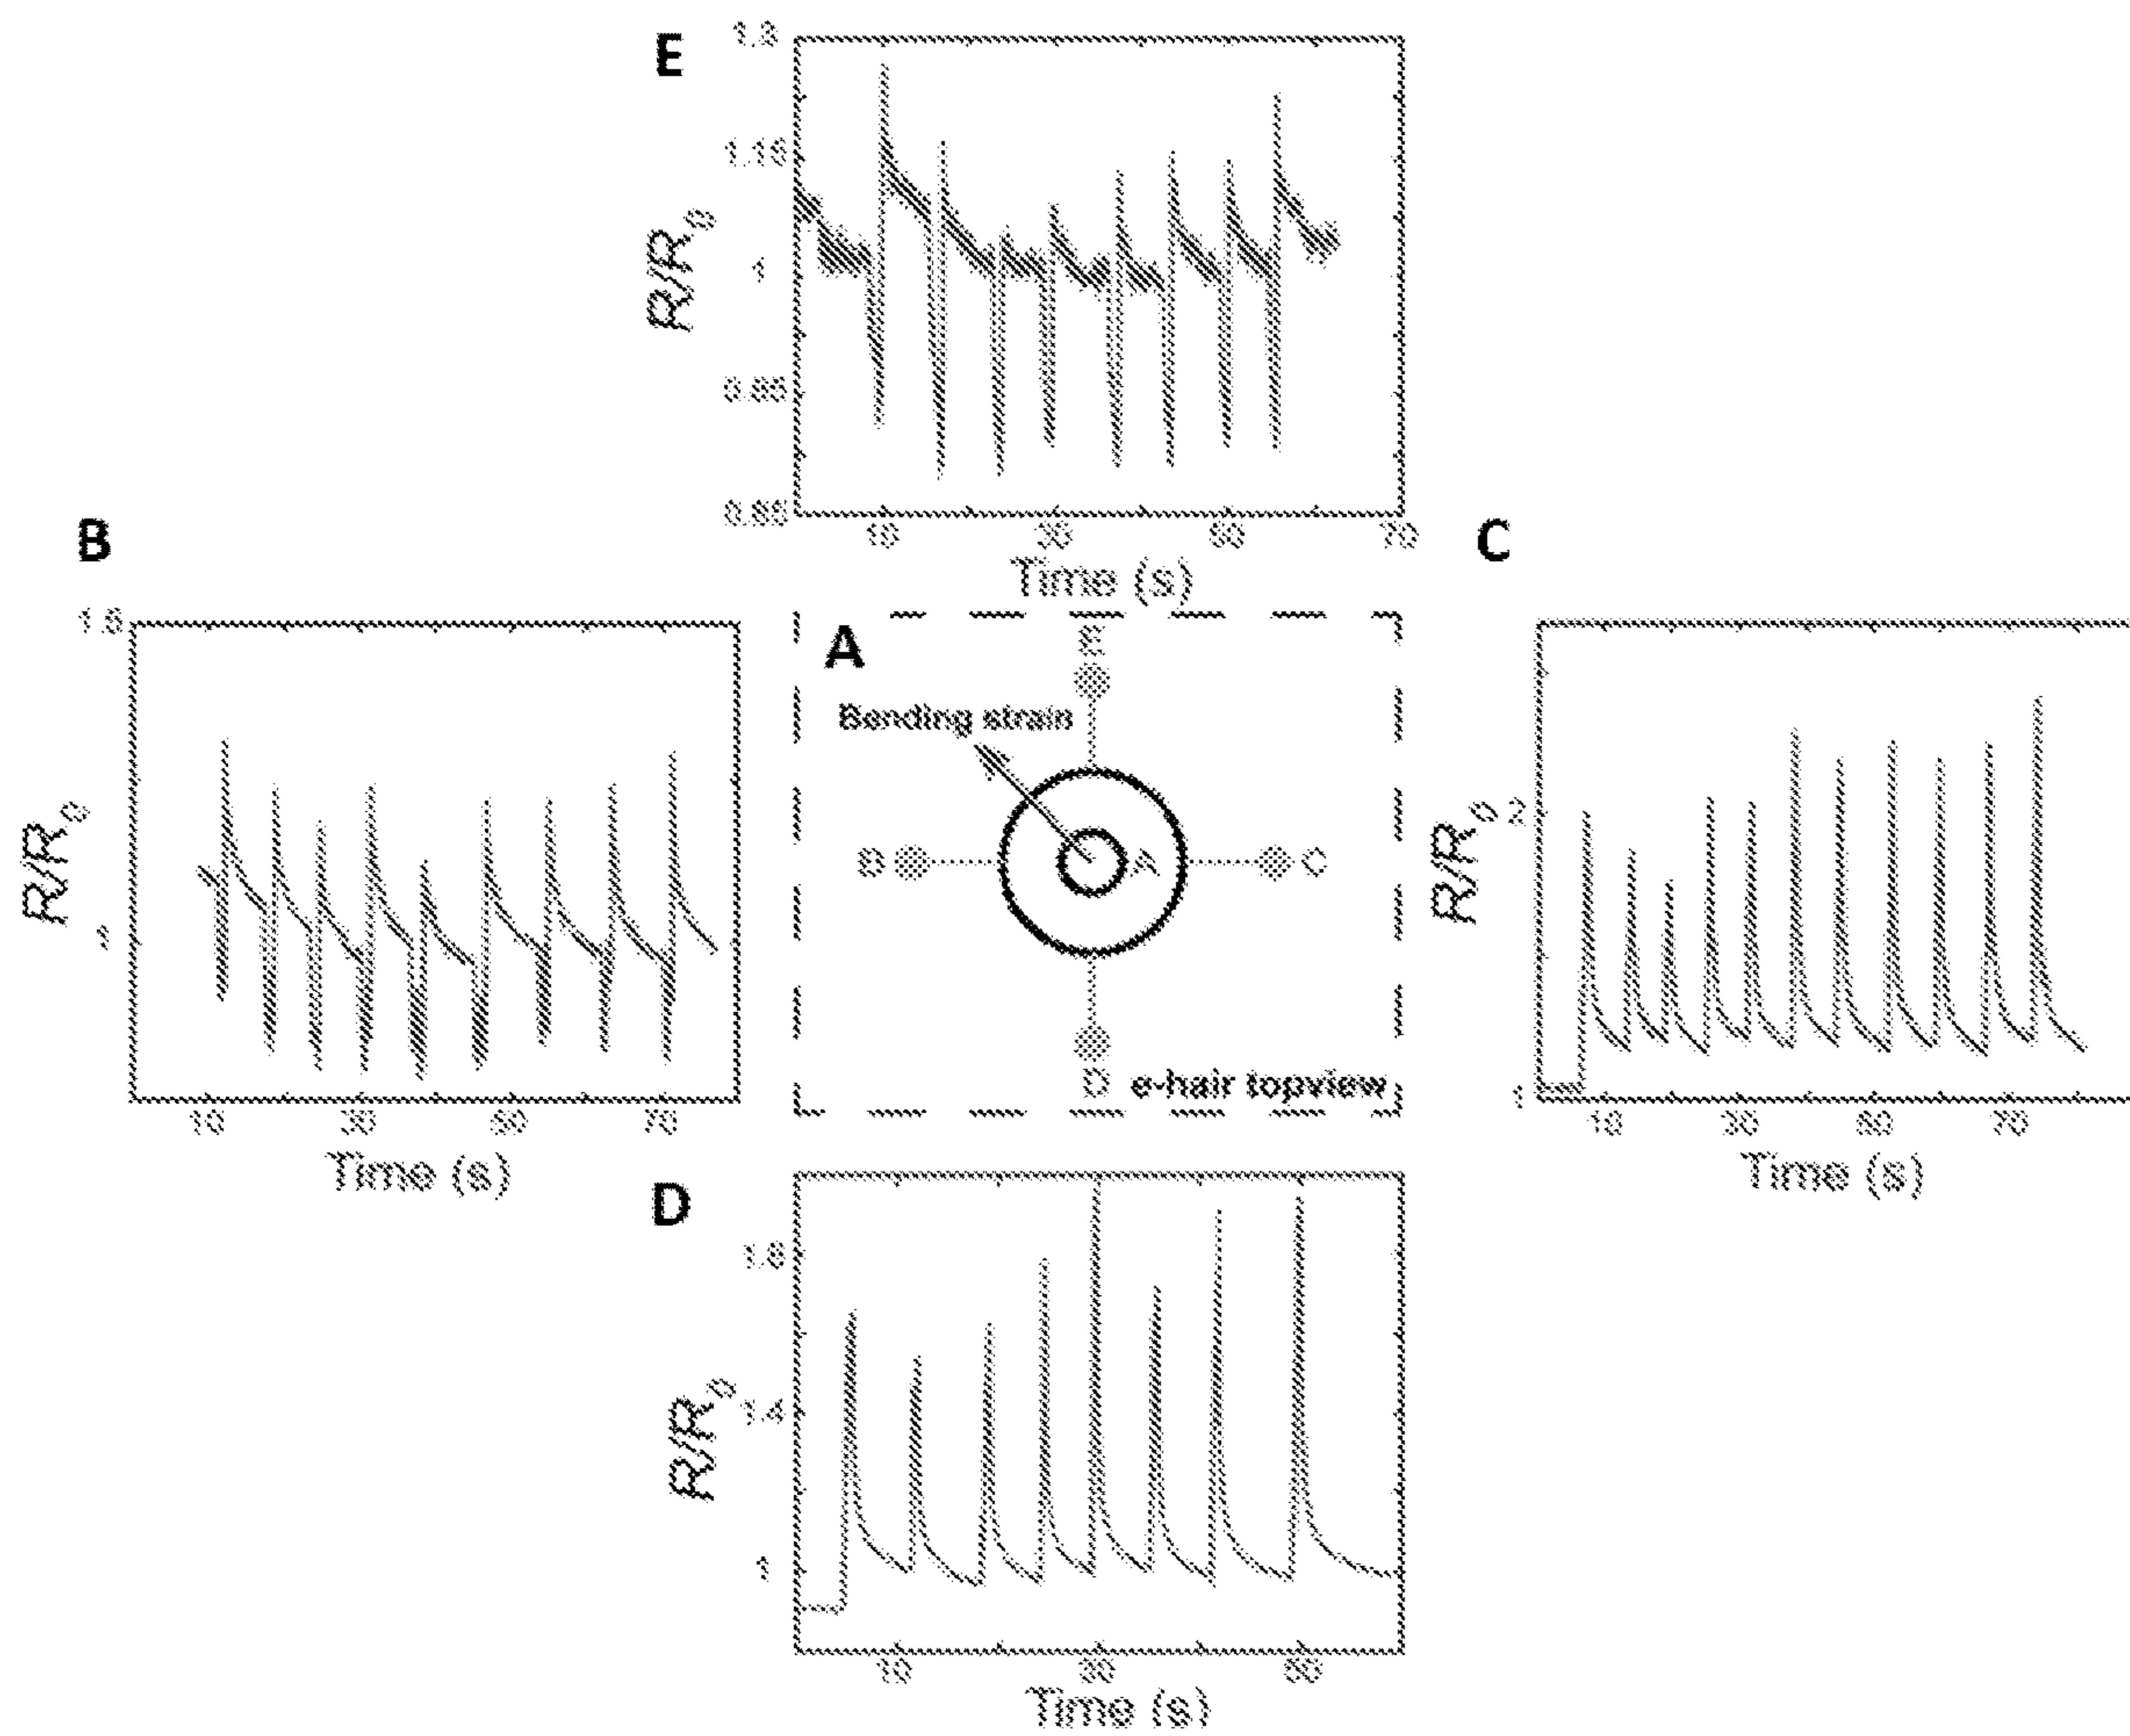 E
1.3
1.15
1
0.85
R/R₀
10 30 50 70
Time (s)
B
1.5
1
R/R₀
10 30 50 70
Time (s)
A
E
Bending strain
B A C
D e-hair topview
C
2
1
R/R₀
10 30 50 70
Time (s)
D
1.8
1.4
1
R/R₀
10 30 50
Time (s)